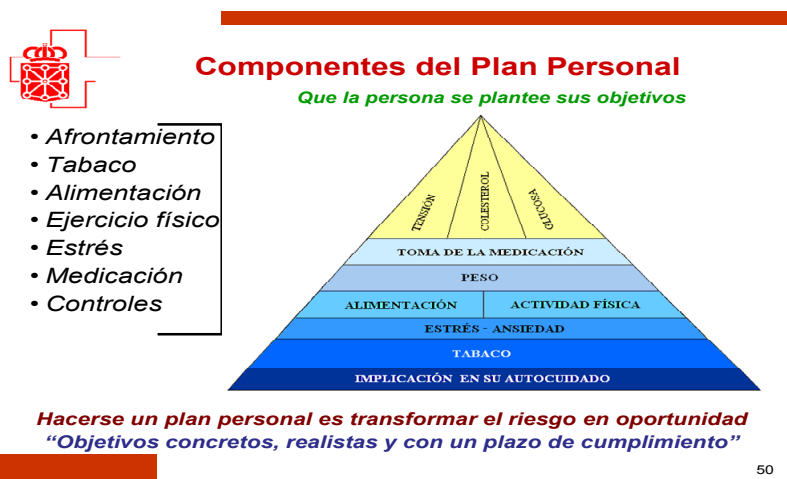 Componentes del Plan Personal
Que la persona se plantee sus objetivos
• Afrontamiento
• Tabaco
• Alimentación
• Ejercicio físico
• Estrés
• Medicación
• Controles
TENSIÓN
COLESTEROL
GLUCOSA
TOMA DE LA MEDICACIÓN
PESO
ALIMENTACIÓN
ACTIVIDAD FÍSICA
ESTRÉS - ANSIEDAD
TABACO
IMPLICACIÓN EN SU AUTOCUIDADO
Hacerse un plan personal es transformar el riesgo en oportunidad
“Objetivos concretos, realistas y con un plazo de cumplimiento”
50